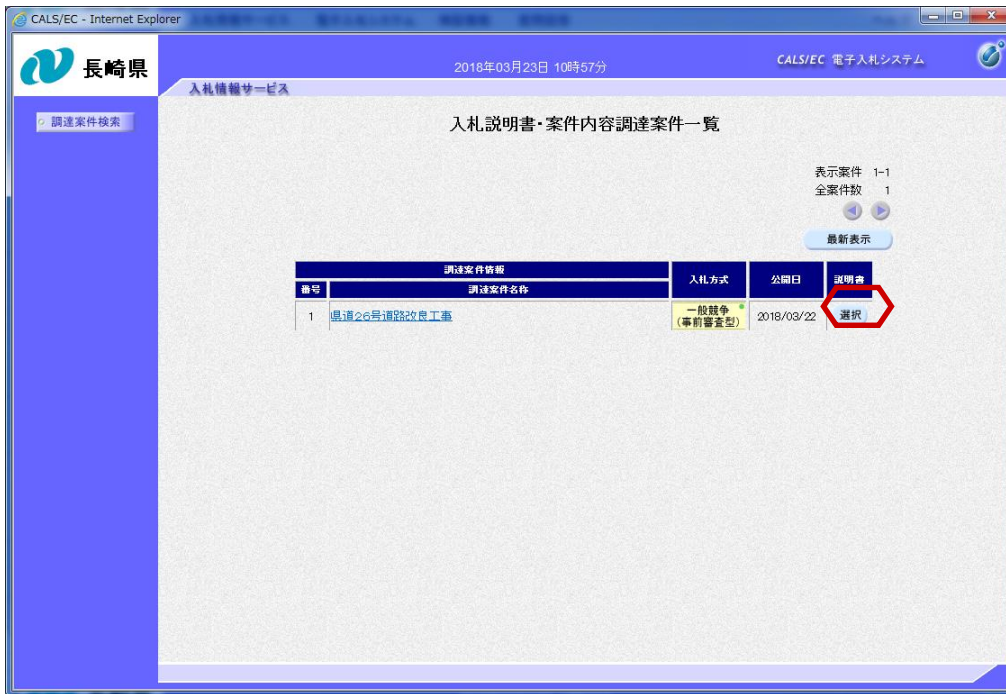 CALS/EC - Internet Explorer
長崎県
2018年03月23日 10時57分
CALS/EC 電子入札システム
入札情報サービス
調達案件検索
入札説明書・案件内容調達案件一覧
表示案件 1-1
全案件数 1
最新表示
調達案件情報
入札方式 公開日 説明書
番号 調達案件名称
1 県道26号道路改良工事 一般競争 2018/03/22 選択
(事前審査型)